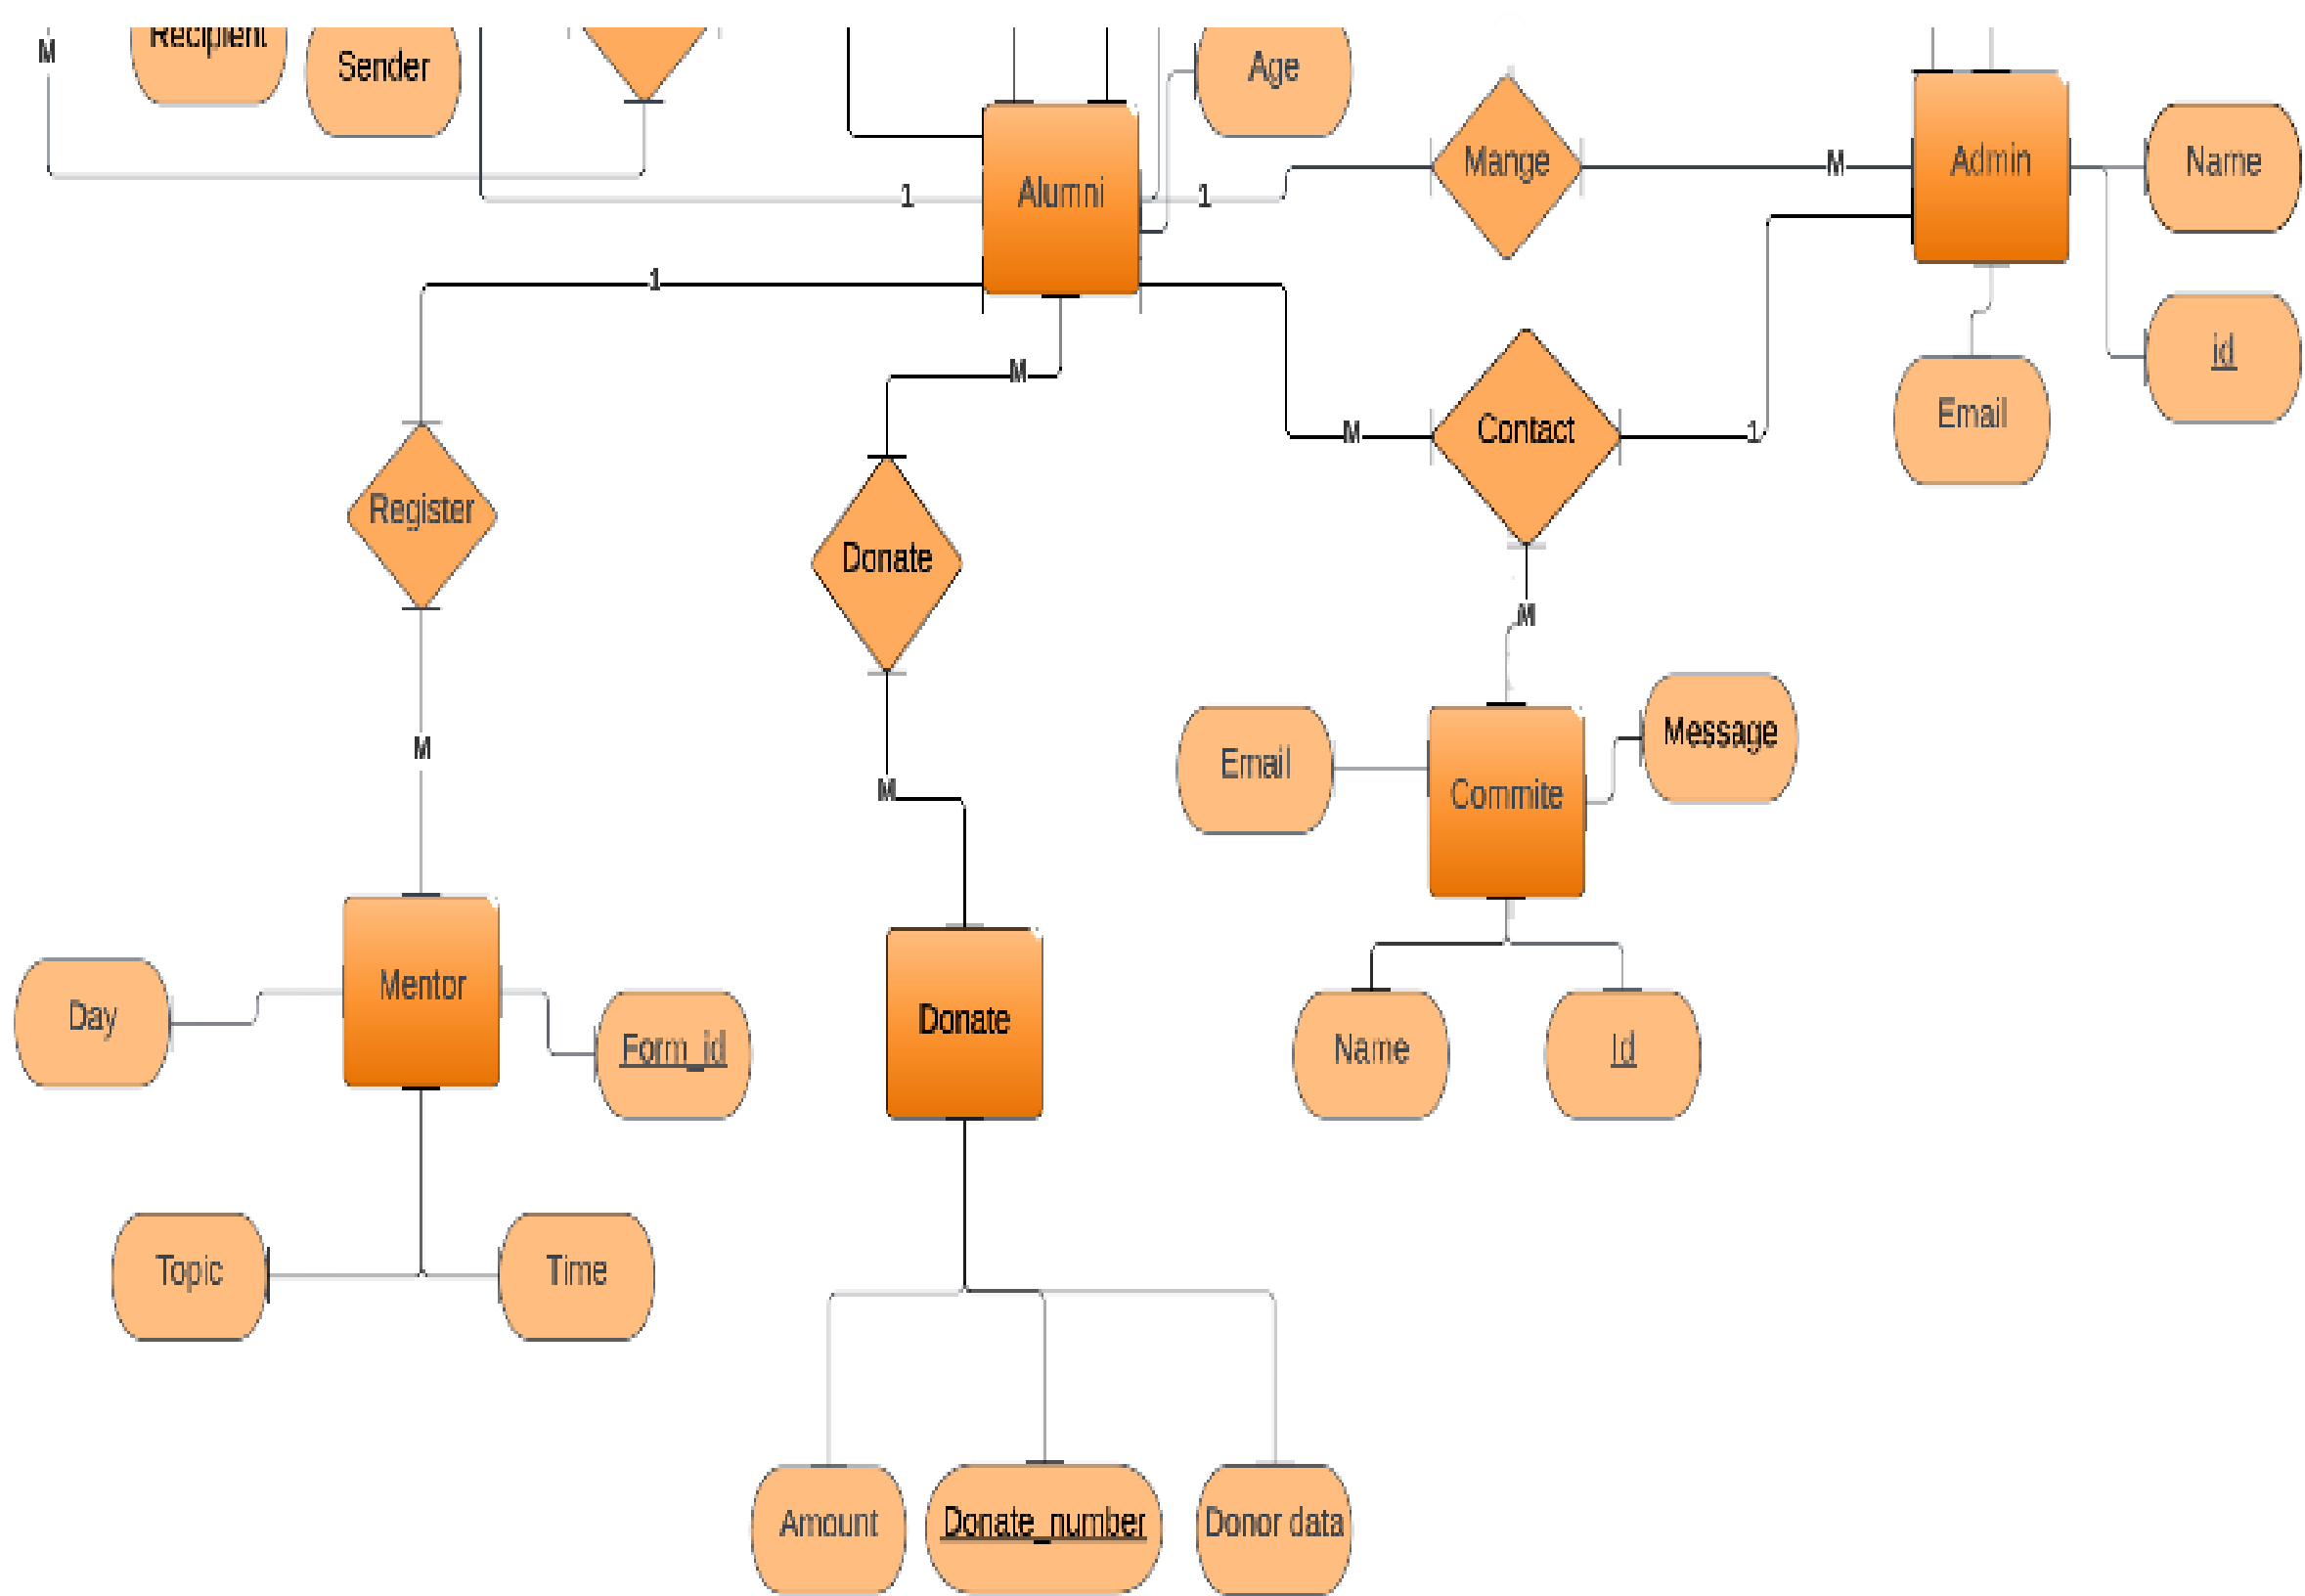 M
Recipient
Sender
Age
Mange
M
Admin
Name
1
Alumni
1
1
id
M
Email
M
Contact
1
Register
Donate
M
M
Message
Email
Commite
M
Mentor
Day
Form_id
Donate
Name
Id
Topic
Time
Amount
Donate_number
Donor data